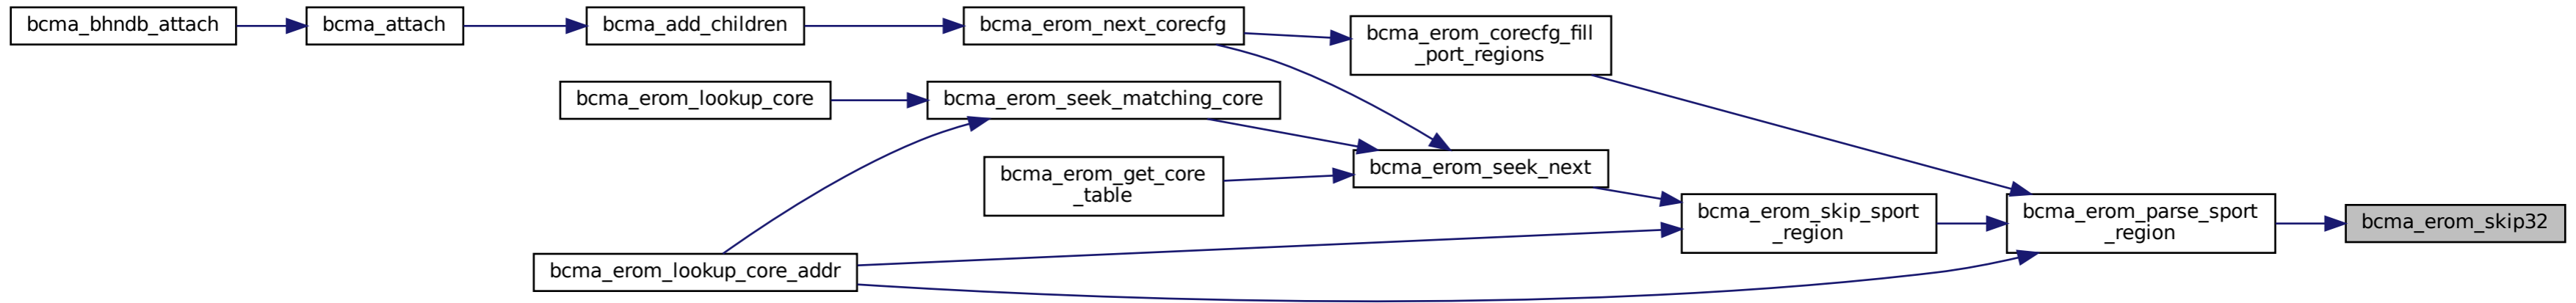 bcma_bhndb_attach
bcma_attach
bcma_add_children
bcma_erom_next_corecfg
bcma_erom_corecfg_fill
_port_regions
bcma_erom_lookup_core
bcma_erom_seek_matching_core
bcma_erom_get_core
_table
bcma_erom_seek_next
bcma_erom_lookup_core_addr
bcma_erom_skip_sport
_region
bcma_erom_parse_sport
_region
bcma_erom_skip32